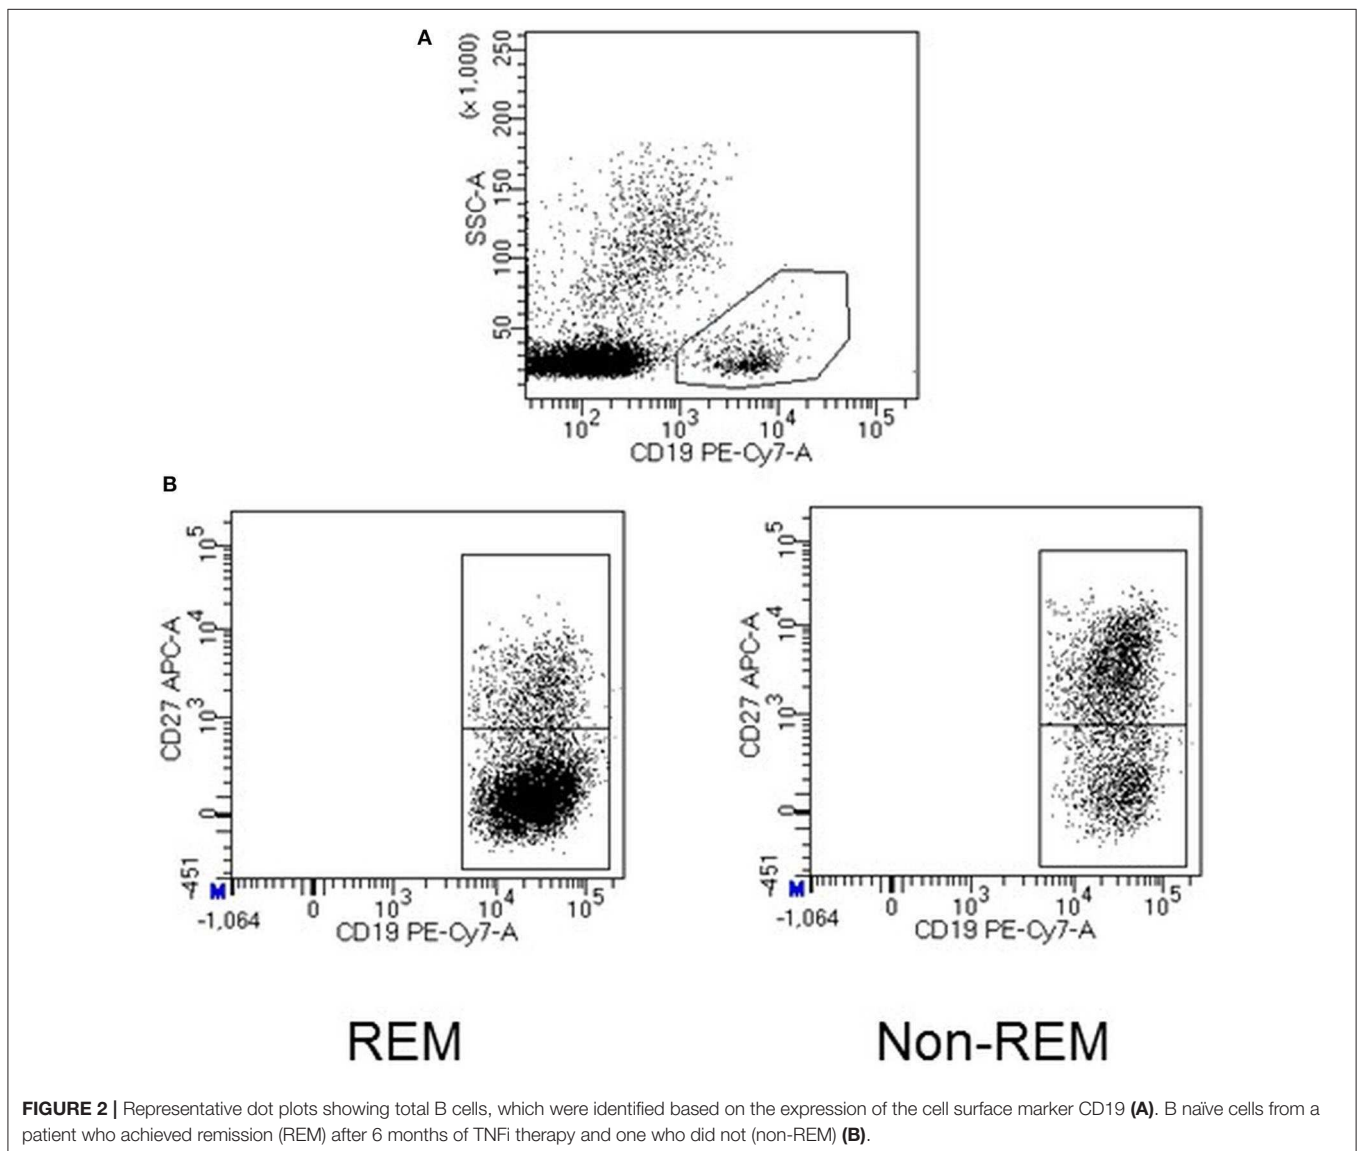 A
(x 1,000)
250
200
150
100
50
SSC-A
10^2 10^3 10^4 10^5
CD19 PE-Cy7-A
B
10^5
10^4
10^3
0
-451
CD27 APC-A
M
-1,064
0 10^3 10^4 10^5
CD19 PE-Cy7-A
REM
10^5
10^4
10^3
0
-451
CD27 APC-A
M
-1,064
0 10^3 10^4 10^5
CD19 PE-Cy7-A
Non-REM
FIGURE 2 | Representative dot plots showing total B cells, which were identified based on the expression of the cell surface marker CD19 (A). B naïve cells from a
patient who achieved remission (REM) after 6 months of TNFi therapy and one who did not (non-REM) (B).